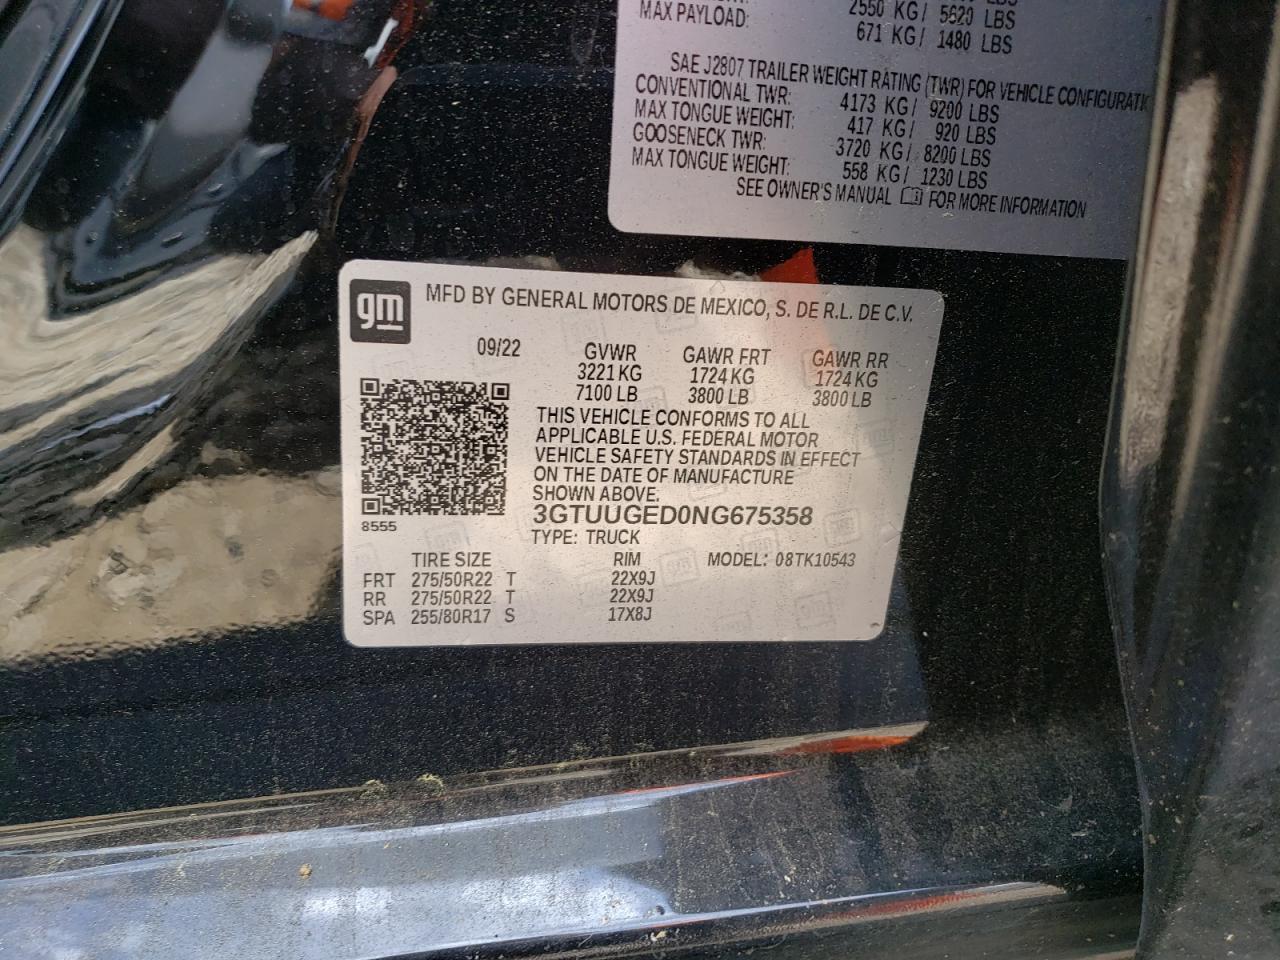 2550 KG/ 5620 LBS
MAX PAYLOAD: 671 KG/ 1480 LBS
SAE J2807 TRAILER WEIGHT RATING (TWR) FOR VEHICLE
CONVENTIONAL TWR: 4173 KG/ 9200 LBS
MAX TONGUE WEIGHT: 417 KG/ 920 LBS
GOOSENECK TWR: 3720 KG/ 8200 LBS
MAX TONGUE WEIGHT: 558 KG/ 1230 LBS
SEE OWNER'S MANUAL FOR MORE INFORMATION
gm
MFD BY GENERAL MOTORS DE MEXICO, S. DE R.L. DE C.V.
09/22 GVWR GAWR FRT GAWR RR
3221 KG 1724 KG 1724 KG
7100 LB 3800 LB 3800 LB
THIS VEHICLE CONFORMS TO ALL
APPLICABLE U.S. FEDERAL MOTOR
VEHICLE SAFETY STANDARDS IN EFFECT
ON THE DATE OF MANUFACTURE
SHOWN ABOVE.
3GTUUGED0NG675358
8555
TYPE: TRUCK
TIRE SIZE RIM MODEL: 08TK10543
FRT 275/50R22 T 22X9J
RR 275/50R22 T 22X9J
SPA 255/80R17 S 17X8J